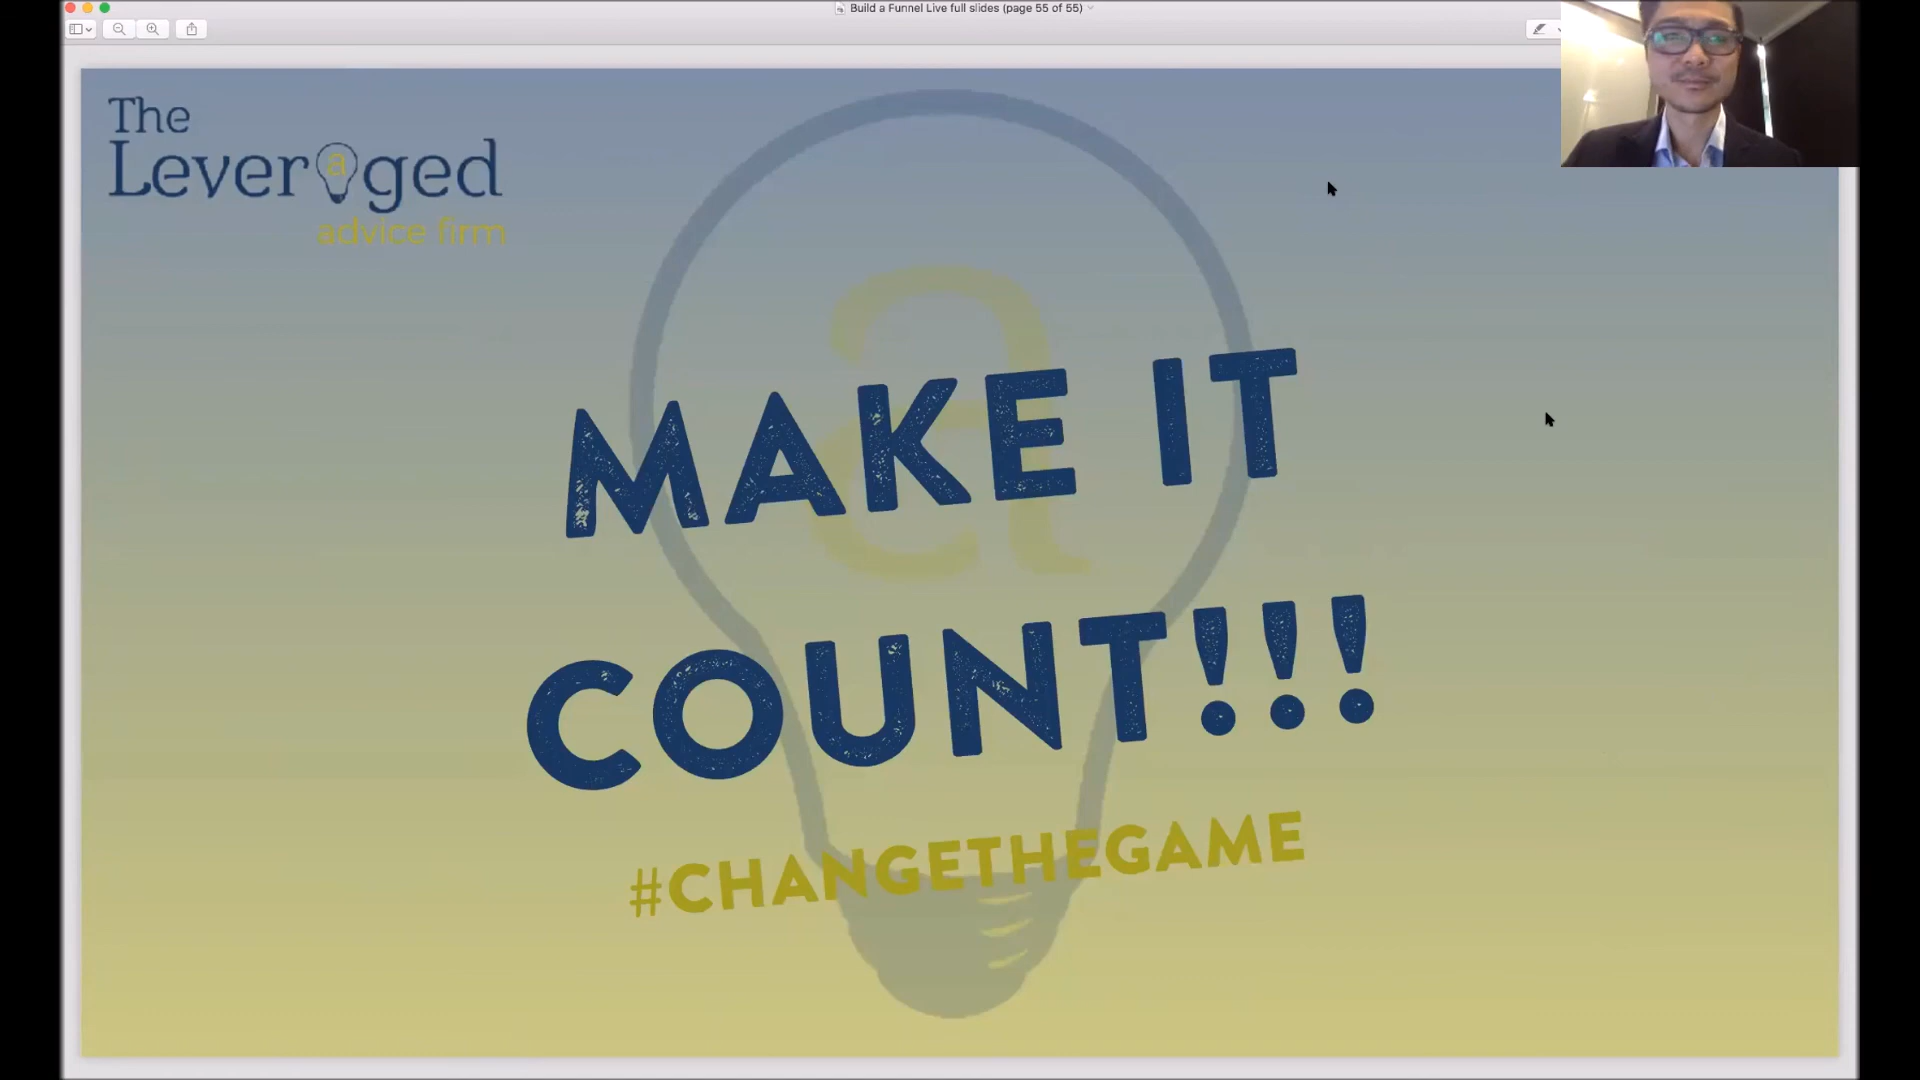 Build a Funnel Live full slides (page 55 of 55)
The
Leveraged
advice firm
a
MAKE IT
COUNT!!!
#CHANGETHEGAME